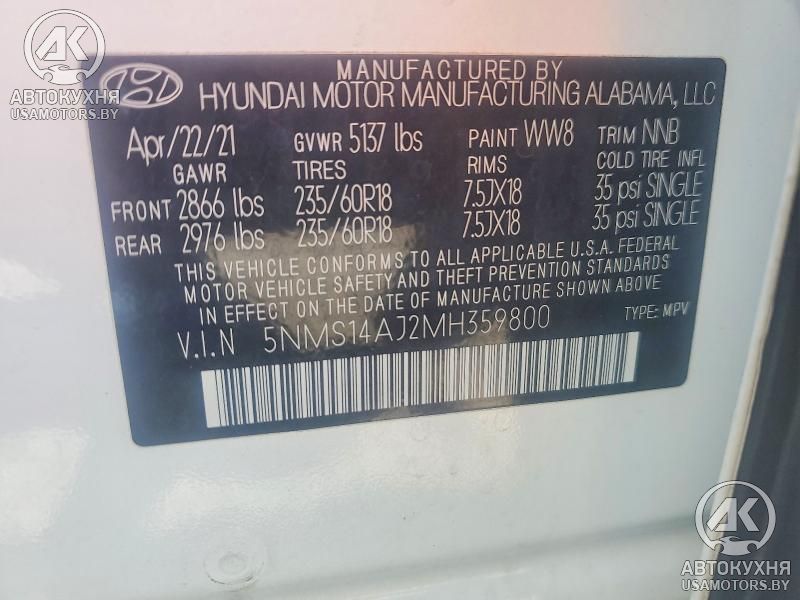 AK
АВТОКУХНЯ
USAMOTORS.BY
MANUFACTURED BY
HYUNDAI MOTOR MANUFACTURING ALABAMA, LLC
Apr/22/21 GVWR 5137 lbs PAINT WW8 TRIM NNB
GAWR TIRES RIMS COLD TIRE INFL
FRONT 2866 lbs 235/60R18 7.5JX18 35 psi SINGLE
REAR 2976 lbs 235/60R18 7.5JX18 35 psi SINGLE
THIS VEHICLE CONFORMS TO ALL APPLICABLE U.S.A. FEDERAL
MOTOR VEHICLE SAFETY AND THEFT PREVENTION STANDARDS
IN EFFECT ON THE DATE OF MANUFACTURE SHOWN ABOVE
V.I.N 5NMS14AJ2MH359800 TYPE: MPV
AK
АВТОКУХНЯ
USAMOTORS.BY